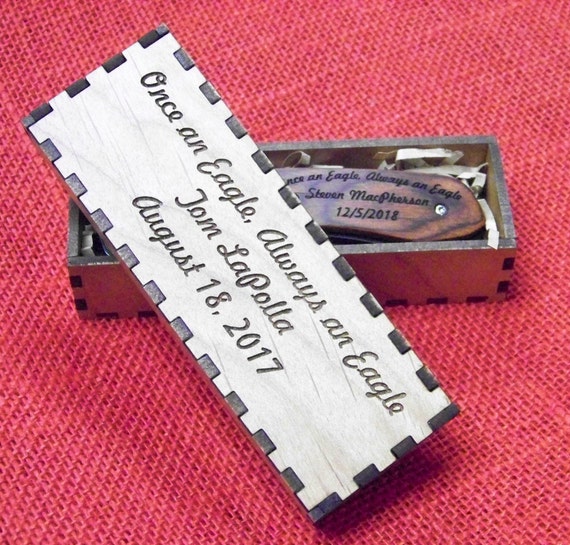 Once an Eagle, Always an Eagle
Tom LaPolla
August 18, 2017
Once an Eagle, Always an Eagle
Steven MacPherson
12/5/2018